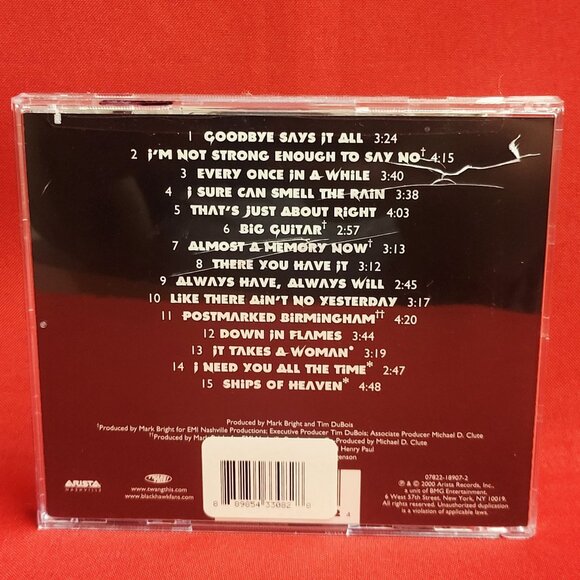 1 GOODBYE SAYS IT ALL 3:24
2 I'M NOT STRONG ENOUGH TO SAY NO† 4:15
3 EVERY ONCE IN A WHILE 3:40
4 I SURE CAN SMELL THE RAIN 3:38
5 THAT'S JUST ABOUT RIGHT 4:03
6 BIG GUITAR† 2:57
7 ALMOST A MEMORY NOW† 3:13
8 THERE YOU HAVE IT 3:12
9 ALWAYS HAVE, ALWAYS WILL 2:45
10 LIKE THERE AIN'T NO YESTERDAY 3:17
11 POSTMARKED BIRMINGHAM†† 4:20
12 DOWN IN FLAMES 3:44
13 IT TAKES A WOMAN* 3:19
14 I NEED YOU ALL THE TIME* 2:47
15 SHIPS OF HEAVEN* 4:48
Produced by Mark Bright and Tim DuBois
†Produced by Mark Bright for EMI Nashville Productions; Executive Producer Tim DuBois; Associate Producer Michael D. Clute
††Produced by Mark Produced by Michael D. Clute
Henry Paul
ARISTA
NASHVILLE
www.twangthis.com
www.blackhawkfans.com
8 89854 33082 8
07822-18907-2
℗ & © 2000 Arista Records, Inc.,
a unit of BMG Entertainment.
6 West 57th Street, New York, NY, 10019.
Unauthorized duplication
is a violation of applicable laws.